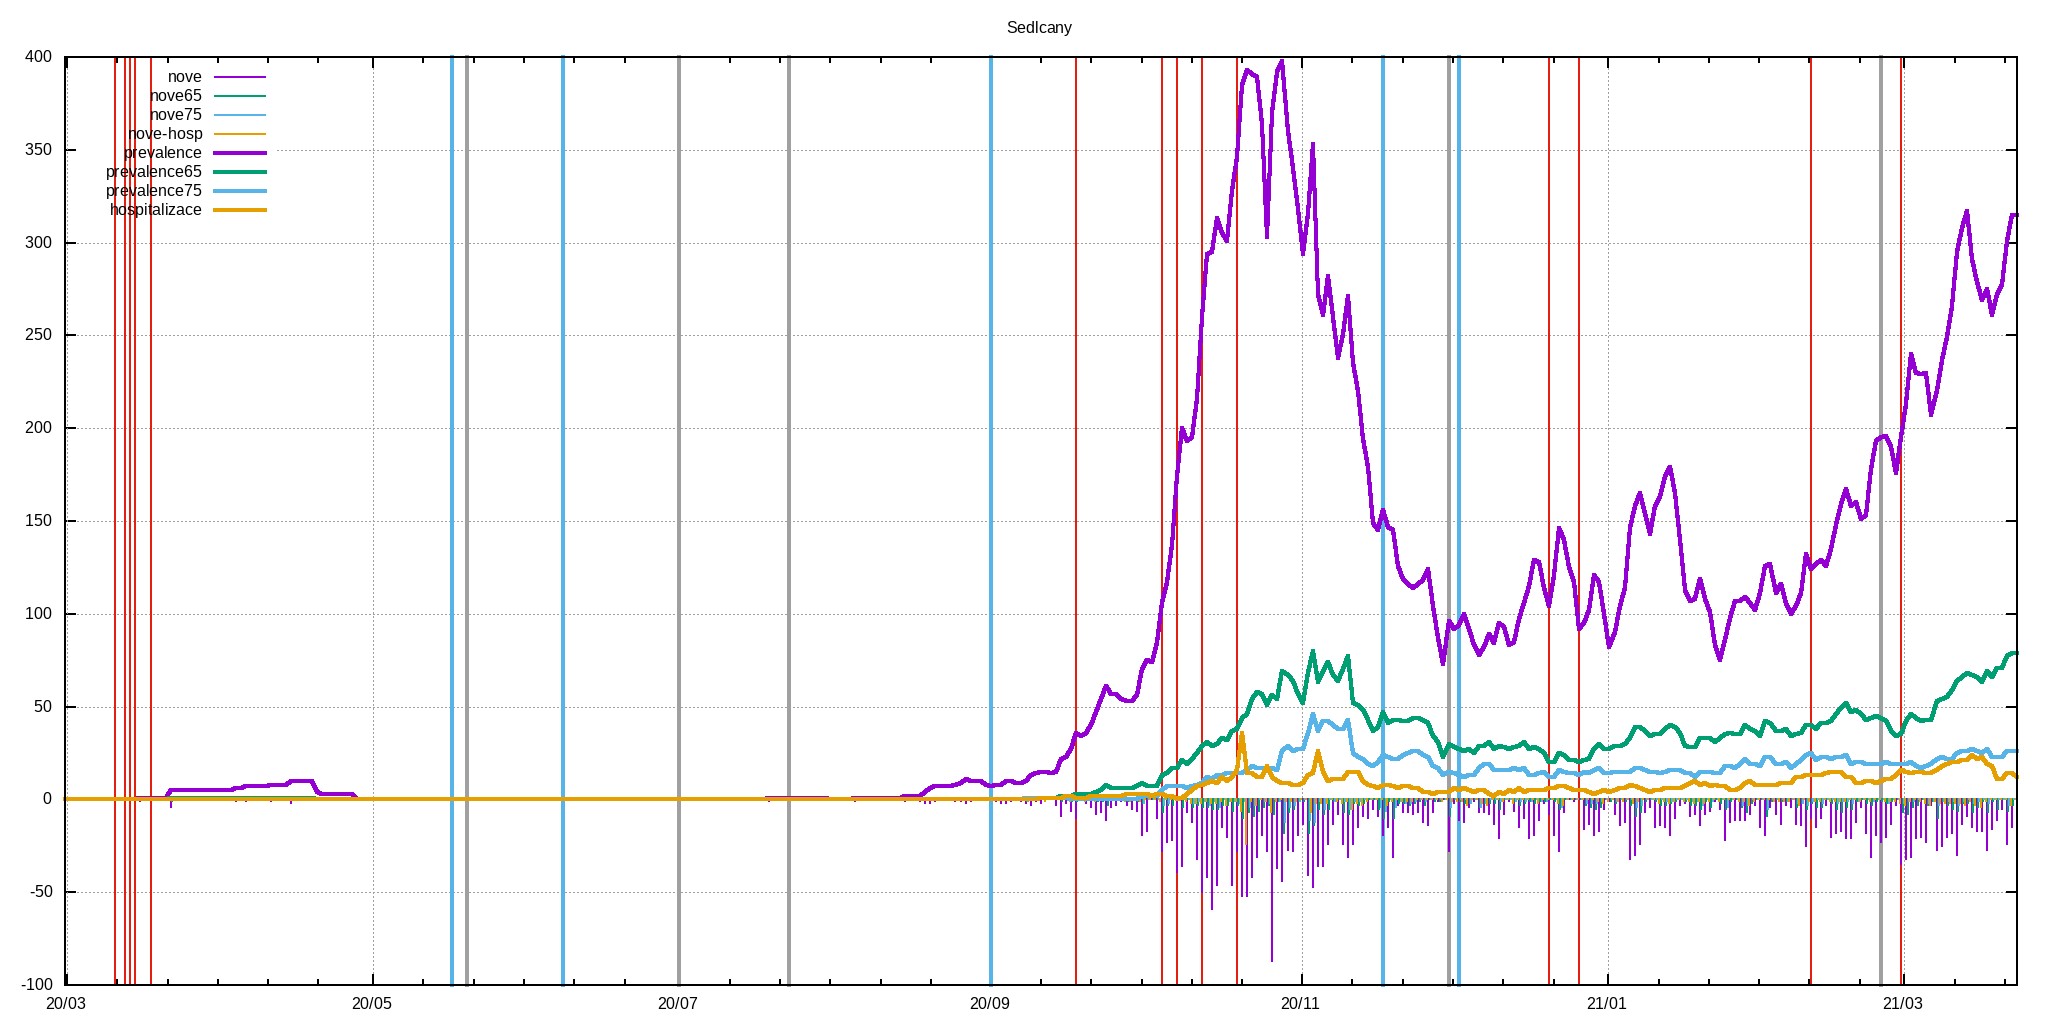 Sedlcany
400
350
300
250
200
150
100
50
0
-50
-100
nove
nove65
nove75
nove-hosp
prevalence
prevalence65
prevalence75
hospitalizace
20/03
20/05
20/07
20/09
20/11
21/01
21/03